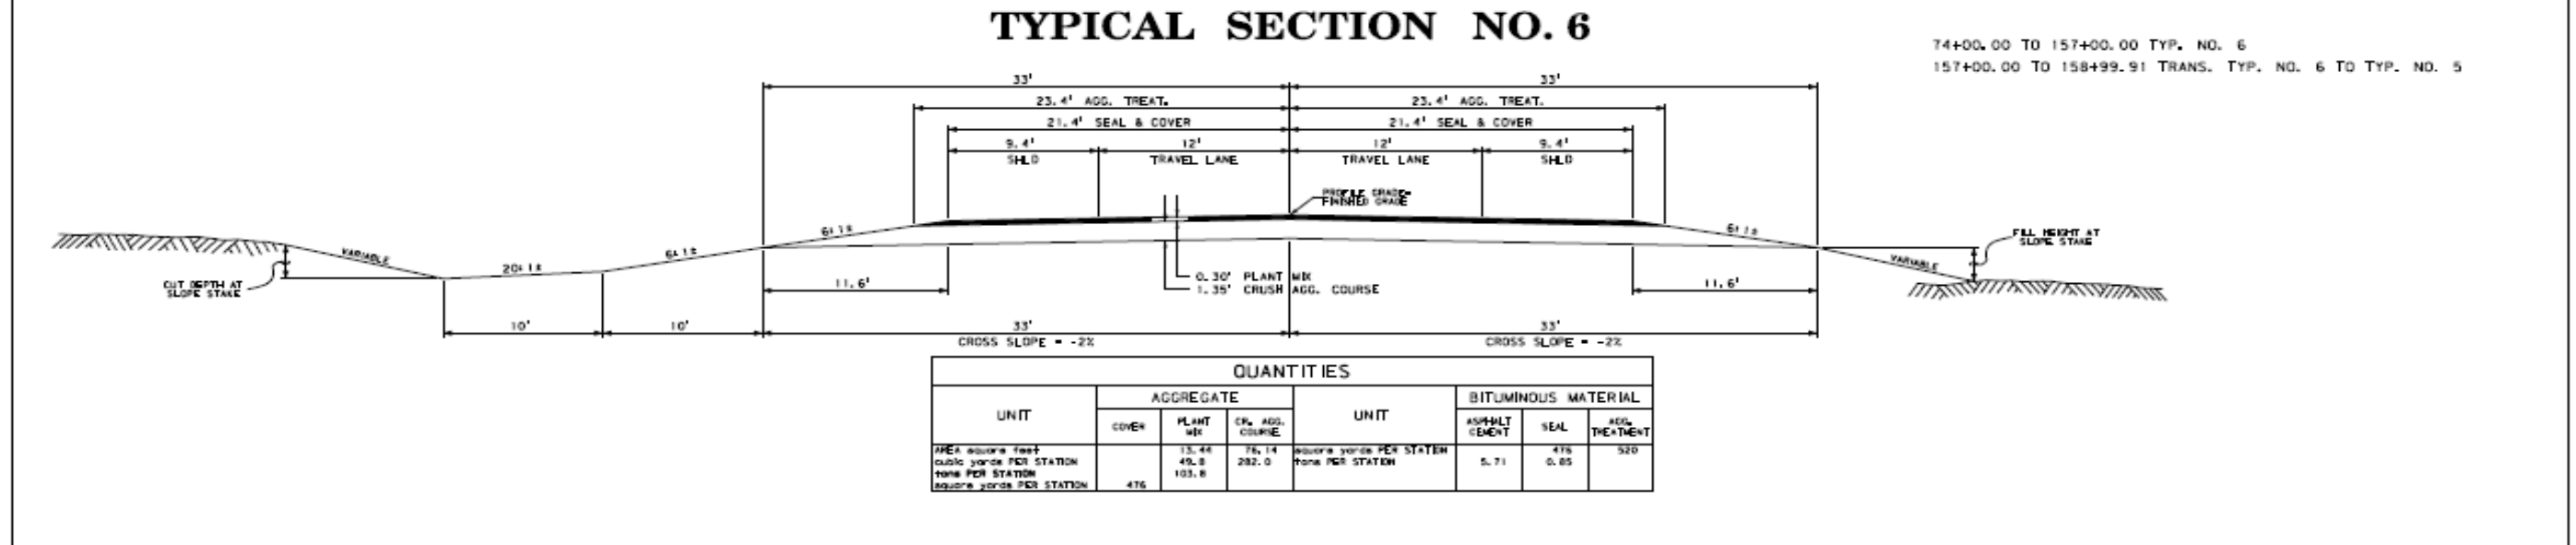 TYPICAL SECTION NO. 6
74+00.00 TO 157+00.00 TYP. NO. 6
157+00.00 TO 158+99.91 TRANS. TYP. NO. 6 TO TYP. NO. 5
33' 33'
23.4' AGG. TREAT. 23.4' AGG. TREAT.
21.4' SEAL & COVER 21.4' SEAL & COVER
9.4' 12' 12' 9.4'
SHLD TRAVEL LANE TRAVEL LANE SHLD
PROFILE GRADE=
FINISHED GRADE
6:1± 6:1±
VARIABLE 20:1± 6:1±
FILL HEIGHT AT
SLOPE STAKE
VARIABLE
CUT DEPTH AT
SLOPE STAKE
0.30' PLANT MIX
1.35' CRUSH AGG. COURSE
11.6' 11.6'
10' 10' 33' 33'
CROSS SLOPE = -2% CROSS SLOPE = -2%
QUANTITIES
UNIT AGGREGATE UNIT BITUMINOUS MATERIAL
COVER PLANT MIX CR. AGG. COURSE ASPHALT CEMENT SEAL AGG. TREATMENT
AREA square feet 13.44 76.14 square yards PER STATION 476 520
cubic yards PER STATION 49.8 282.0 tons PER STATION 5.71 0.85
tons PER STATION 103.8
square yards PER STATION 476